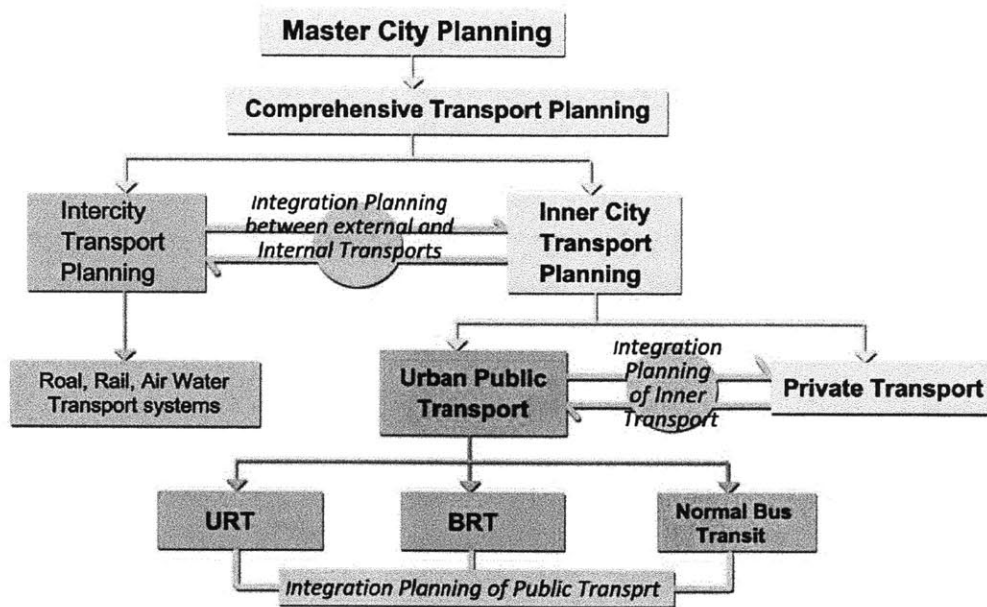 Master City Planning
Comprehensive Transport Planning
Intercity
Transport
Planning
Integration Planning
between external and
Internal Transports
Inner City
Transport
Planning
Roal, Rail, Air Water
Transport systems
Urban Public
Transport
Integration
Planning
of Inner
Transport
Private Transport
URT
BRT
Normal Bus
Transit
Integration Planning of Public Transprt